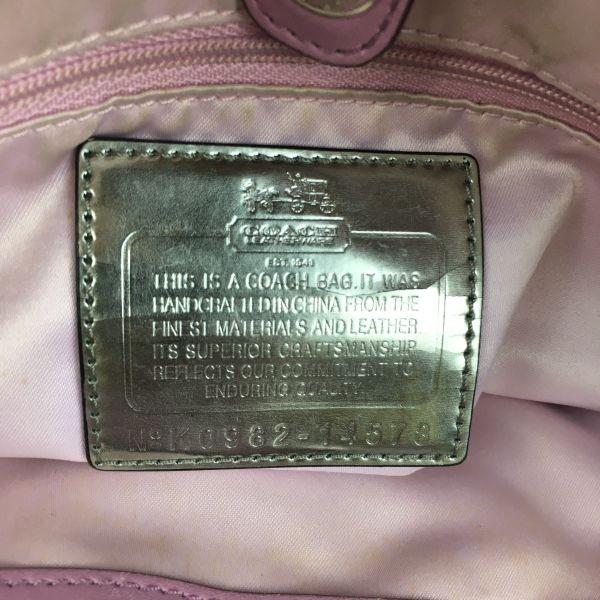 COACH
LEATHERWARE
EST. 1941
THIS IS A COACH BAG. IT WAS
HANDCRAFTED IN CHINA FROM THE
FINEST MATERIALS AND LEATHER.
ITS SUPERIOR CRAFTSMANSHIP
REFLECTS OUR COMMITMENT TO
ENDURING QUALITY.
Nº K0982-14573